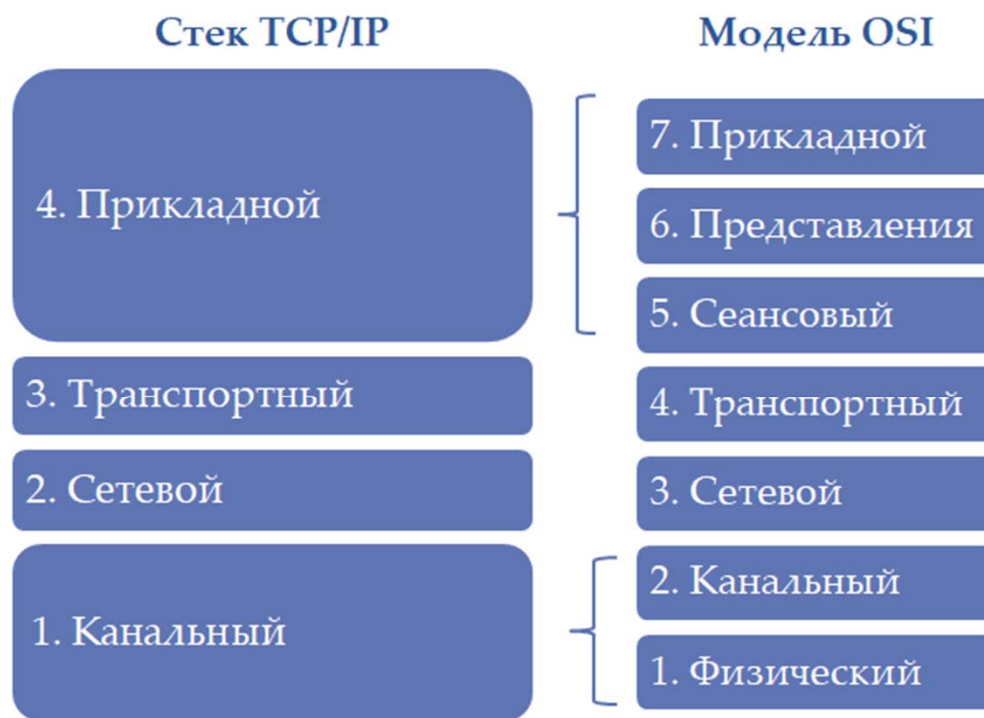 Стек TCP/IP
4. Прикладной
3. Транспортный
2. Сетевой
1. Канальный
Модель OSI
7. Прикладной
6. Представления
5. Сеансовый
4. Транспортный
3. Сетевой
2. Канальный
1. Физический